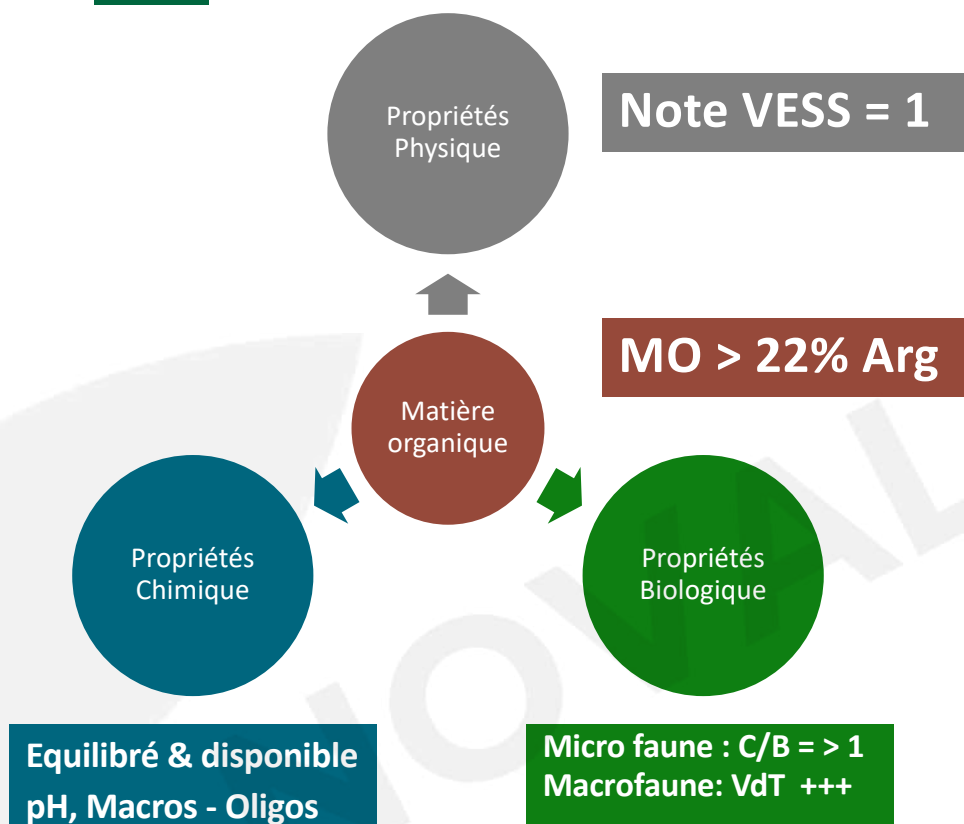 Propriétés
Physique
Note VESS = 1
MO > 22% Arg
Matière
organique
Propriétés
Chimique
Propriétés
Biologique
Equilibré & disponible
pH, Macros - Oligos
Micro faune : C/B = > 1
Macrofaune: VdT +++
NOVAL